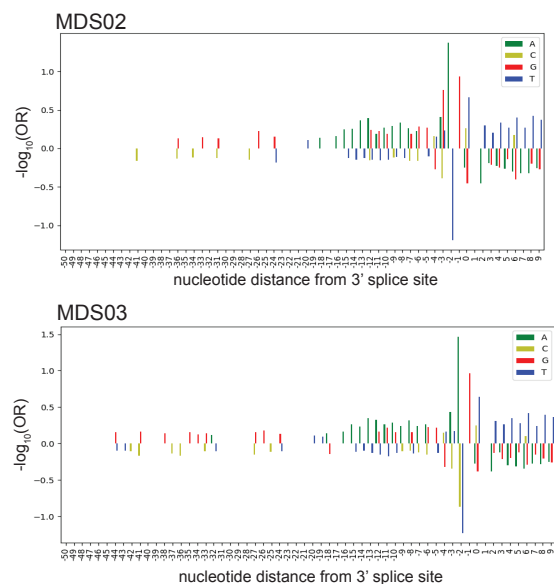 MDS02
A
C
G
T
1.0
0.5
0.0
−0.5
−1.0
-log10(OR)
-50 -49 -48 -47 -46 -45 -44 -43 -42 -41 -40 -39 -38 -37 -36 -35 -34 -33 -32 -31 -30 -29 -28 -27 -26 -25 -24 -23 -22 -21 -20 -19 -18 -17 -16 -15 -14 -13 -12 -11 -10 -9 -8 -7 -6 -5 -4 -3 -2 -1 0 1 2 3 4 5 6 7 8 9
nucleotide distance from 3' splice site
MDS03
A
C
G
T
1.5
1.0
0.5
0.0
−0.5
−1.0
-log10(OR)
-50 -49 -48 -47 -46 -45 -44 -43 -42 -41 -40 -39 -38 -37 -36 -35 -34 -33 -32 -31 -30 -29 -28 -27 -26 -25 -24 -23 -22 -21 -20 -19 -18 -17 -16 -15 -14 -13 -12 -11 -10 -9 -8 -7 -6 -5 -4 -3 -2 -1 0 1 2 3 4 5 6 7 8 9
nucleotide distance from 3' splice site